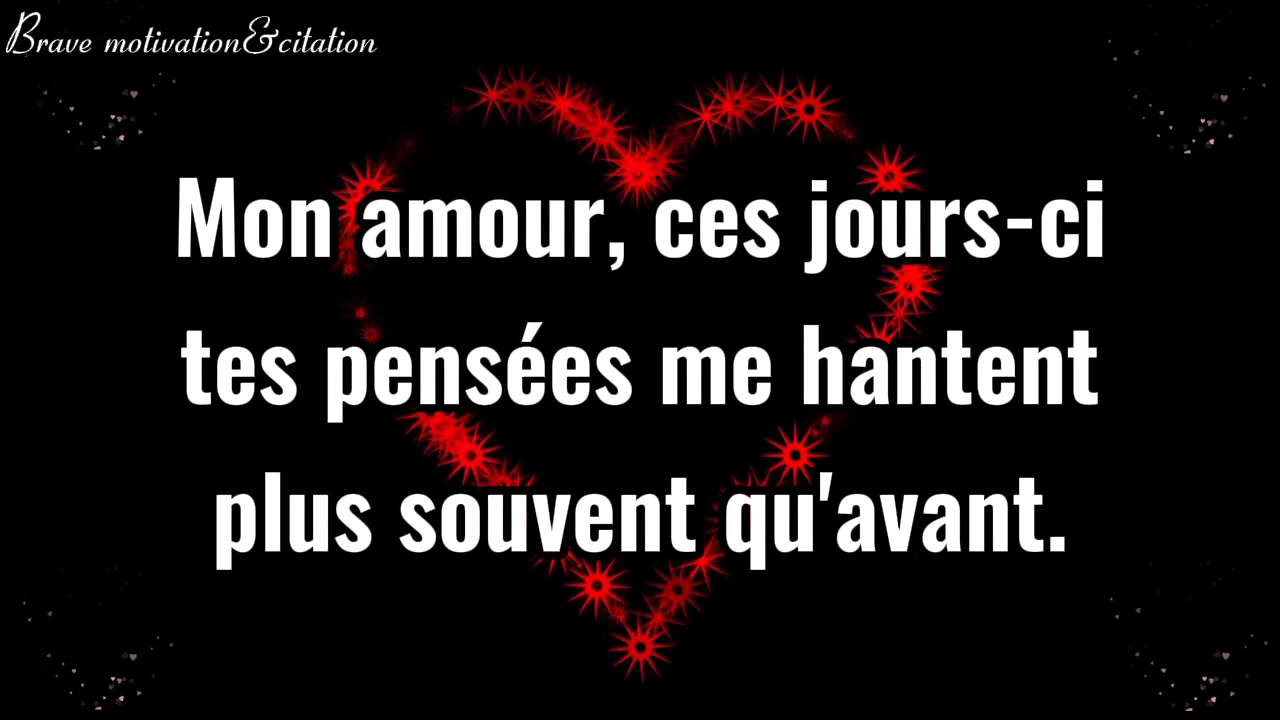 Brave motivation&citation
Mon amour, ces jours-ci
tes pensées me hantent
plus souvent qu'avant.